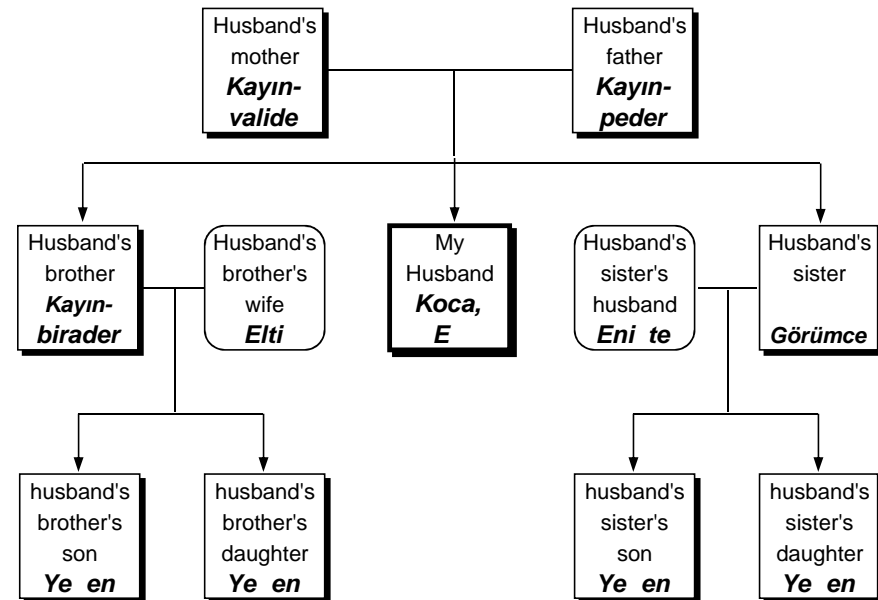 Husband's
mother
Kayın-
valide
Husband's
father
Kayın-
peder
Husband's
brother
Kayın-
birader
Husband's
brother's
wife
Elti
My
Husband
Koca,
E
Husband's
sister's
husband
Eni te
Husband's
sister
Görümce
husband's
brother's
son
Ye en
husband's
brother's
daughter
Ye en
husband's
sister's
son
Ye en
husband's
sister's
daughter
Ye en